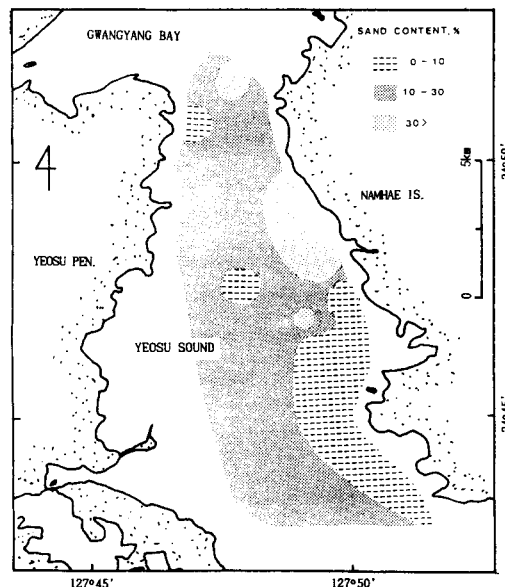 GWANGYANG BAY
SAND CONTENT, %
0 - 10
10 - 30
30 >
5km
NAMHAE IS.
YEOSU PEN.
0
YEOSU SOUND
127°45'
127°50'